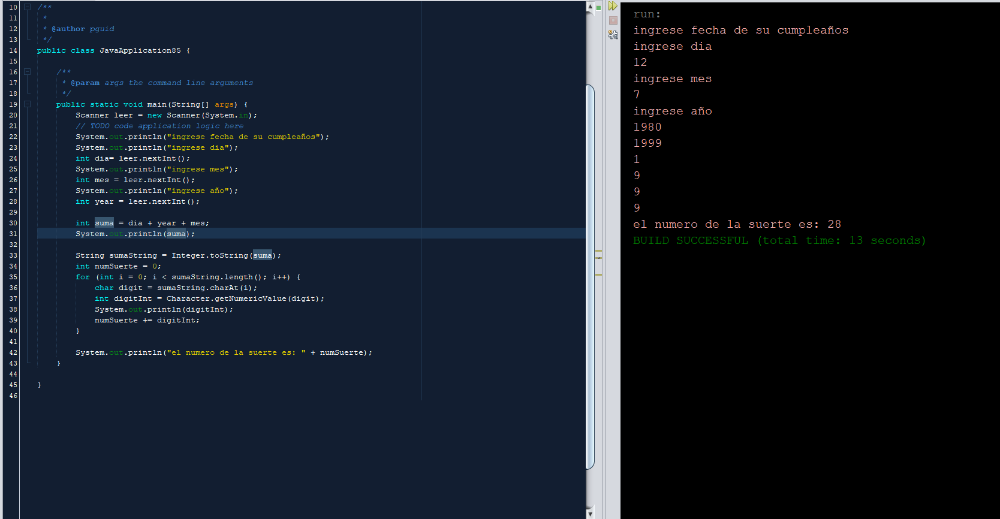 10 /**
11  *
12  * @author pguid
13  */
14 public class JavaApplication85 {
15
16     /**
17      * @param args the command line arguments
18      */
19     public static void main(String[] args) {
20         Scanner leer = new Scanner(System.in);
21         // TODO code application logic here
22         System.out.println("ingrese fecha de su cumpleaños");
23         System.out.println("ingrese dia");
24         int dia= leer.nextInt();
25         System.out.println("ingrese mes");
26         int mes = leer.nextInt();
27         System.out.println("ingrese año");
28         int year = leer.nextInt();
29
30         int suma = dia + year + mes;
31         System.out.println(suma);
32
33         String sumaString = Integer.toString(suma);
34         int numSuerte = 0;
35         for (int i = 0; i < sumaString.length(); i++) {
36             char digit = sumaString.charAt(i);
37             int digitInt = Character.getNumericValue(digit);
38             System.out.println(digitInt);
39             numSuerte += digitInt;
40         }
41
42         System.out.println("el numero de la suerte es: " + numSuerte);
43     }
44
45 }
46
run:
ingrese fecha de su cumpleaños
ingrese dia
12
ingrese mes
7
ingrese año
1980
1999
1
9
9
9
el numero de la suerte es: 28
BUILD SUCCESSFUL (total time: 13 seconds)